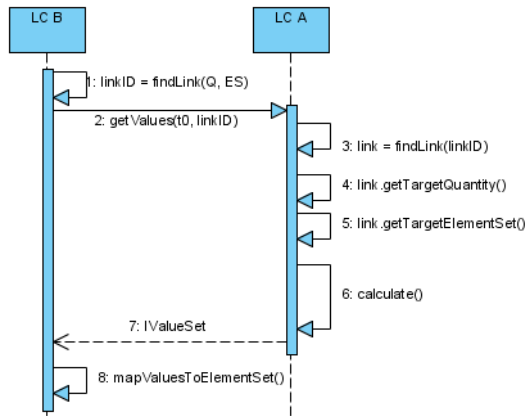 LC B
LC A
1: linkID = findLink(Q, ES)
2: getValues(t0, linkID)
3: link = findLink(linkID)
4: link.getTargetQuantity()
5: link.getTargetElementSet()
6: calculate()
7: IValueSet
8: mapValuesToElementSet()